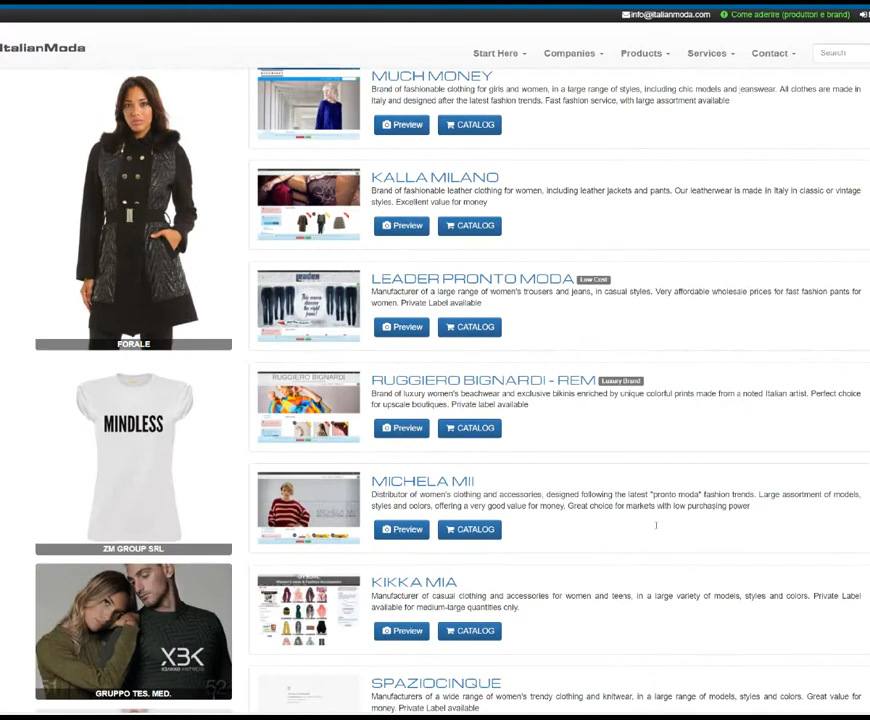 info@italianmoda.com Come aderire (produttori e brand)
ItalianModa
Start Here Companies Products Services Contact Search
MUCH MONEY
Brand of fashionable clothing for girls and women, in a large range of styles, including chic models and jeanswear. All clothes are made in
Italy and designed after the latest fashion trends. Fast fashion service, with large assortment available
Preview CATALOG
KALLA MILANO
Brand of fashionable leather clothing for women, including leather jackets and pants. Our leatherwear is made in Italy in classic or vintage
styles. Excellent value for money
Preview CATALOG
LEADER PRONTO MODA Low Cost
Manufacturer of a large range of women's trousers and jeans, in casual styles. Very affordable wholesale prices for fast fashion pants for
women. Private Label available
Preview CATALOG
FORALE
RUGGIERO BIGNARDI - REM Luxury Brand
Brand of luxury women's beachwear and exclusive bikinis enriched by unique colorful prints made from a noted Italian artist. Perfect choice
for upscale boutiques. Private label available
Preview CATALOG
RUGGIERO BIGNARDI
MINDLESS
MICHELA MII
Distributor of women's clothing and accessories, designed following the latest "pronto moda" fashion trends. Large assortment of models,
styles and colors, offering a very good value for money. Great choice for markets with low purchasing power
Preview CATALOG
ZM GROUP SRL
KIKKA MIA
Manufacturer of casual clothing and accessories for women and teens, in a large variety of models, styles and colors. Private Label
available for medium-large quantities only.
Preview CATALOG
X3K
GRUPPO TES. MED.
SPAZIOCINQUE
Manufacturers of a wide range of women's trendy clothing and knitwear, in a large range of models, styles and colors. Great value for
money. Private Label available